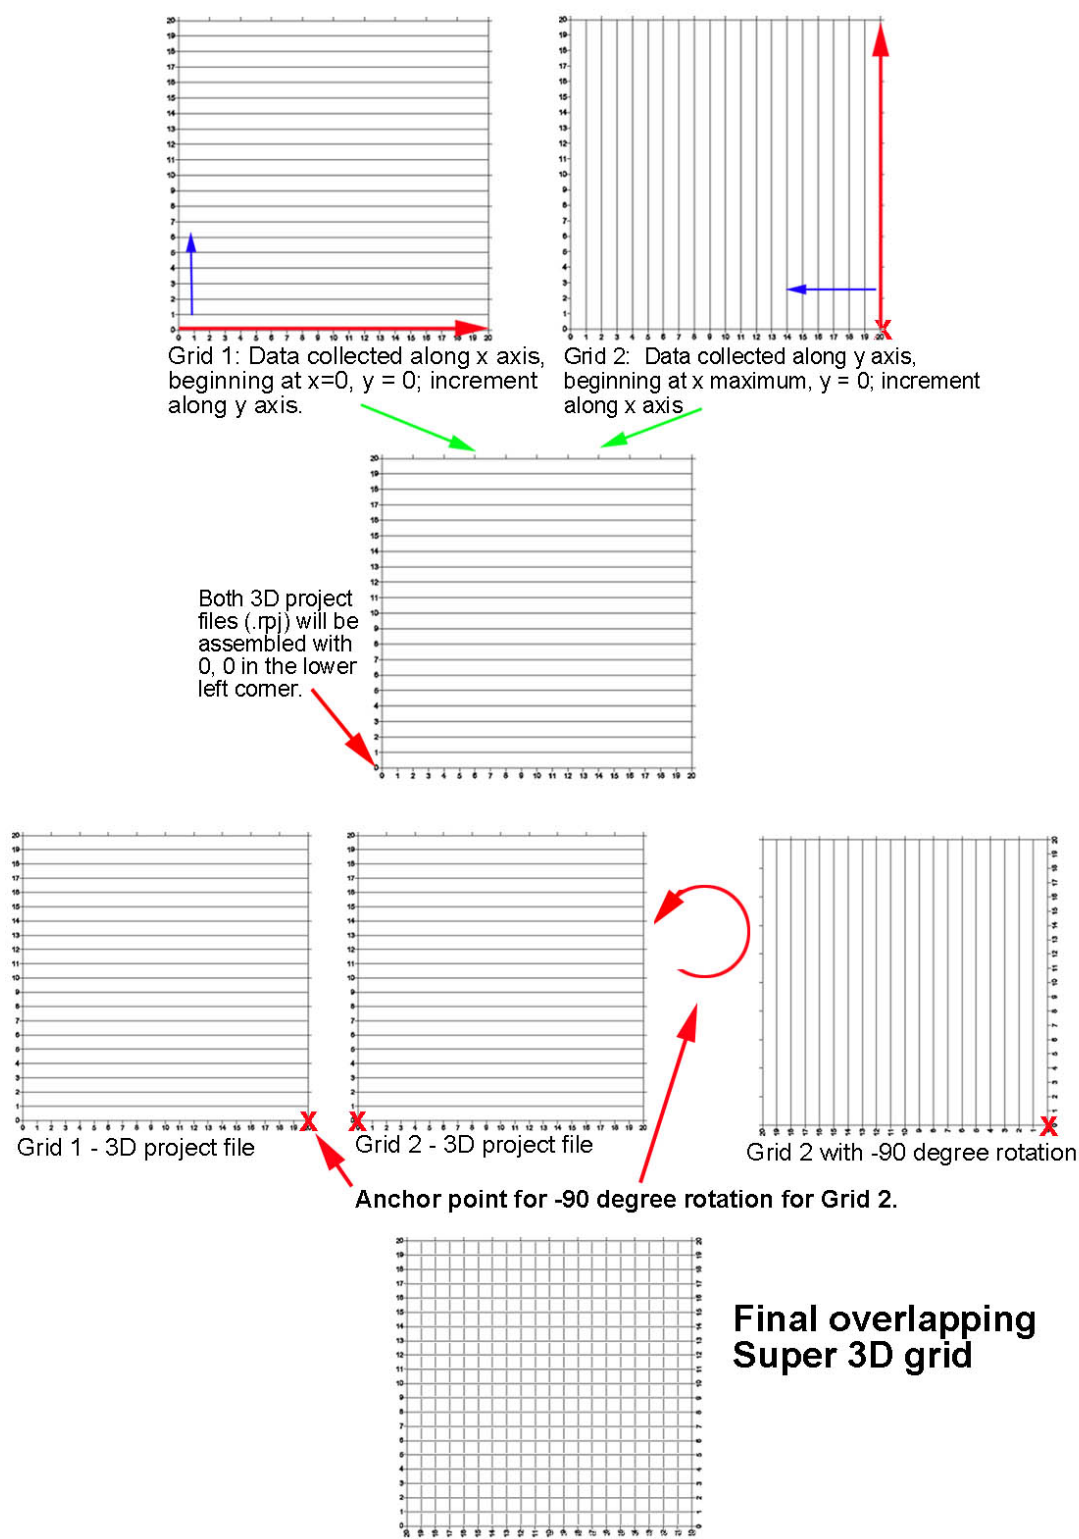 Grid 1: Data collected along x axis,
beginning at x=0, y = 0; increment
along y axis.
Grid 2:  Data collected along y axis,
beginning at x maximum, y = 0; increment
along x axis
Both 3D project
files (.rpj) will be
assembled with
0, 0 in the lower
left corner.
X
X
X
X
Grid 1 - 3D project file
Grid 2 - 3D project file
Grid 2 with -90 degree rotation
Anchor point for -90 degree rotation for Grid 2.
Final overlapping
Super 3D grid